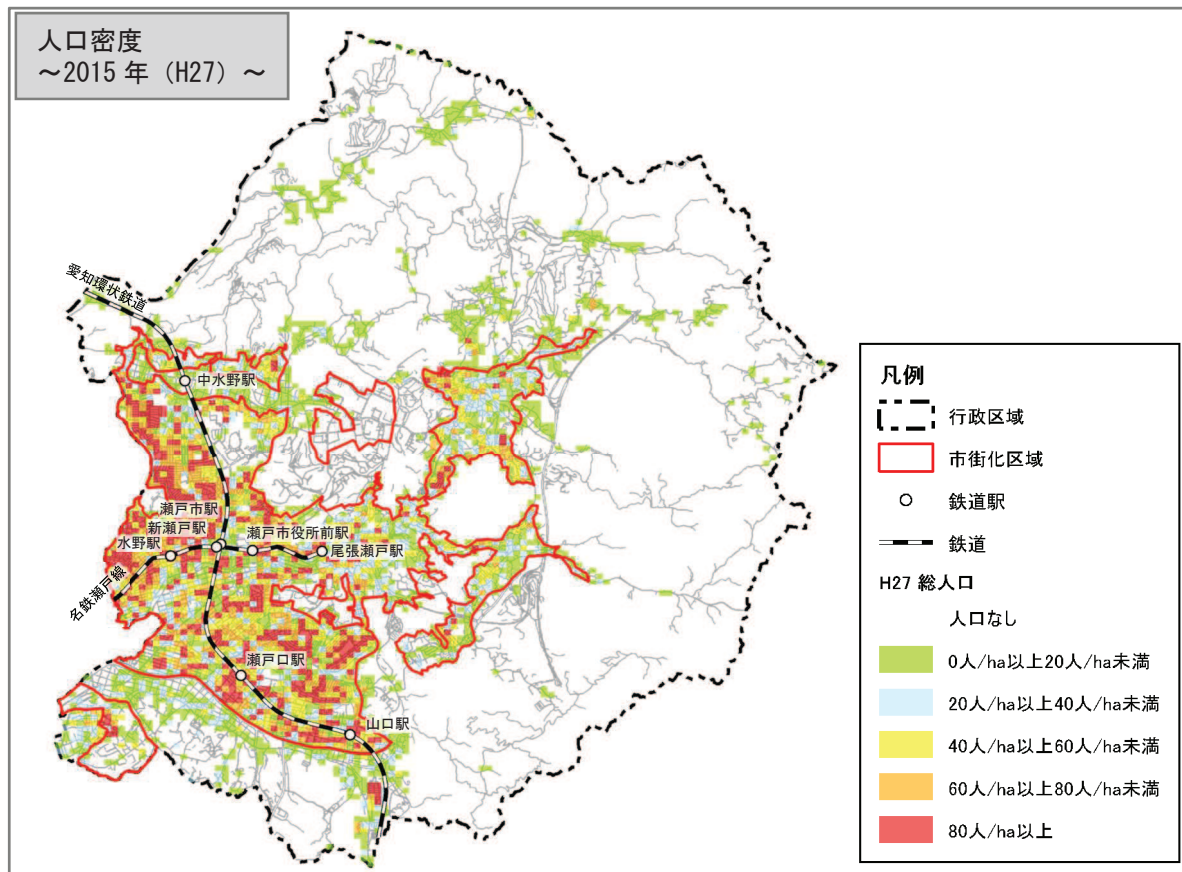 人口密度
～2015年（H27）～
愛知環状鉄道
中水野駅
瀬戸市駅
新瀬戸駅
瀬戸市役所前駅
水野駅
尾張瀬戸駅
名鉄瀬戸線
瀬戸口駅
山口駅
凡例
行政区域
市街化区域
鉄道駅
鉄道
H27 総人口
人口なし
0人/ha以上20人/ha未満
20人/ha以上40人/ha未満
40人/ha以上60人/ha未満
60人/ha以上80人/ha未満
80人/ha以上